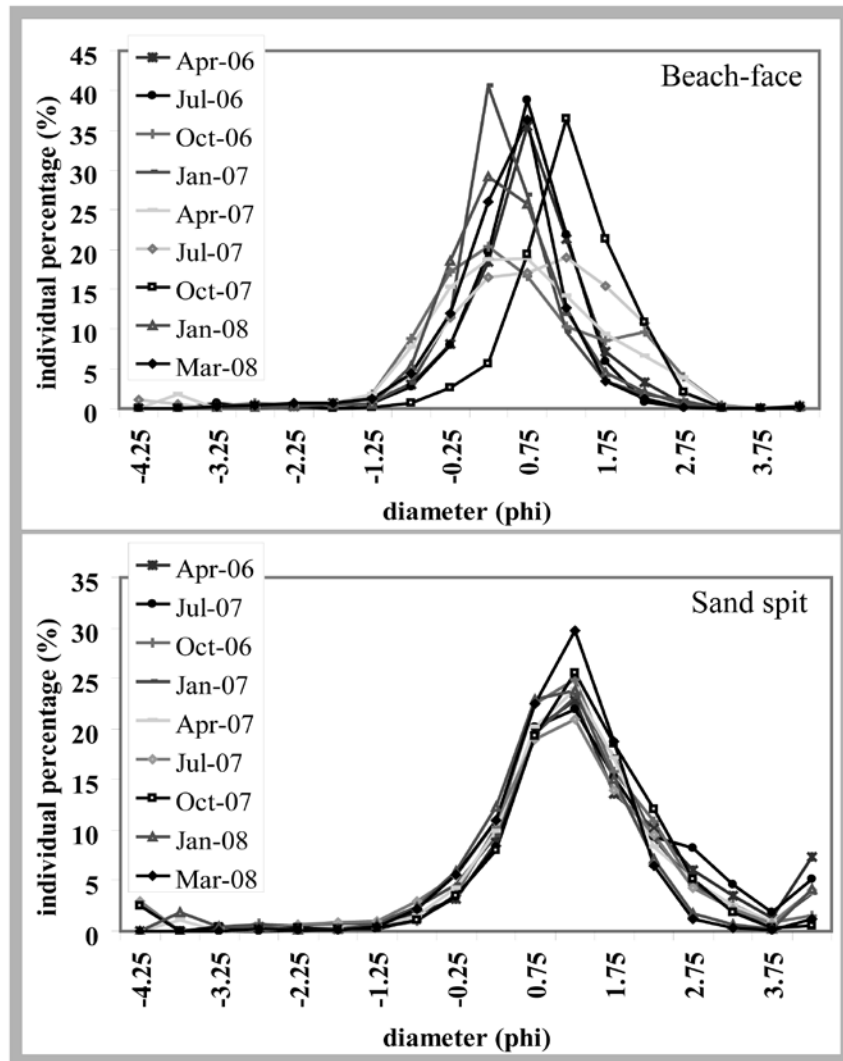 Beach-face
45
40
35
30
25
20
15
10
5
0
individual percentage (%)
Apr-06
Jul-06
Oct-06
Jan-07
Apr-07
Jul-07
Oct-07
Jan-08
Mar-08
-4.25
-3.25
-2.25
-1.25
-0.25
0.75
1.75
2.75
3.75
diameter (phi)
Sand spit
35
30
25
20
15
10
5
0
individual percentage (%)
Apr-06
Jul-07
Oct-06
Jan-07
Apr-07
Jul-07
Oct-07
Jan-08
Mar-08
-4.25
-3.25
-2.25
-1.25
-0.25
0.75
1.75
2.75
3.75
diameter (phi)